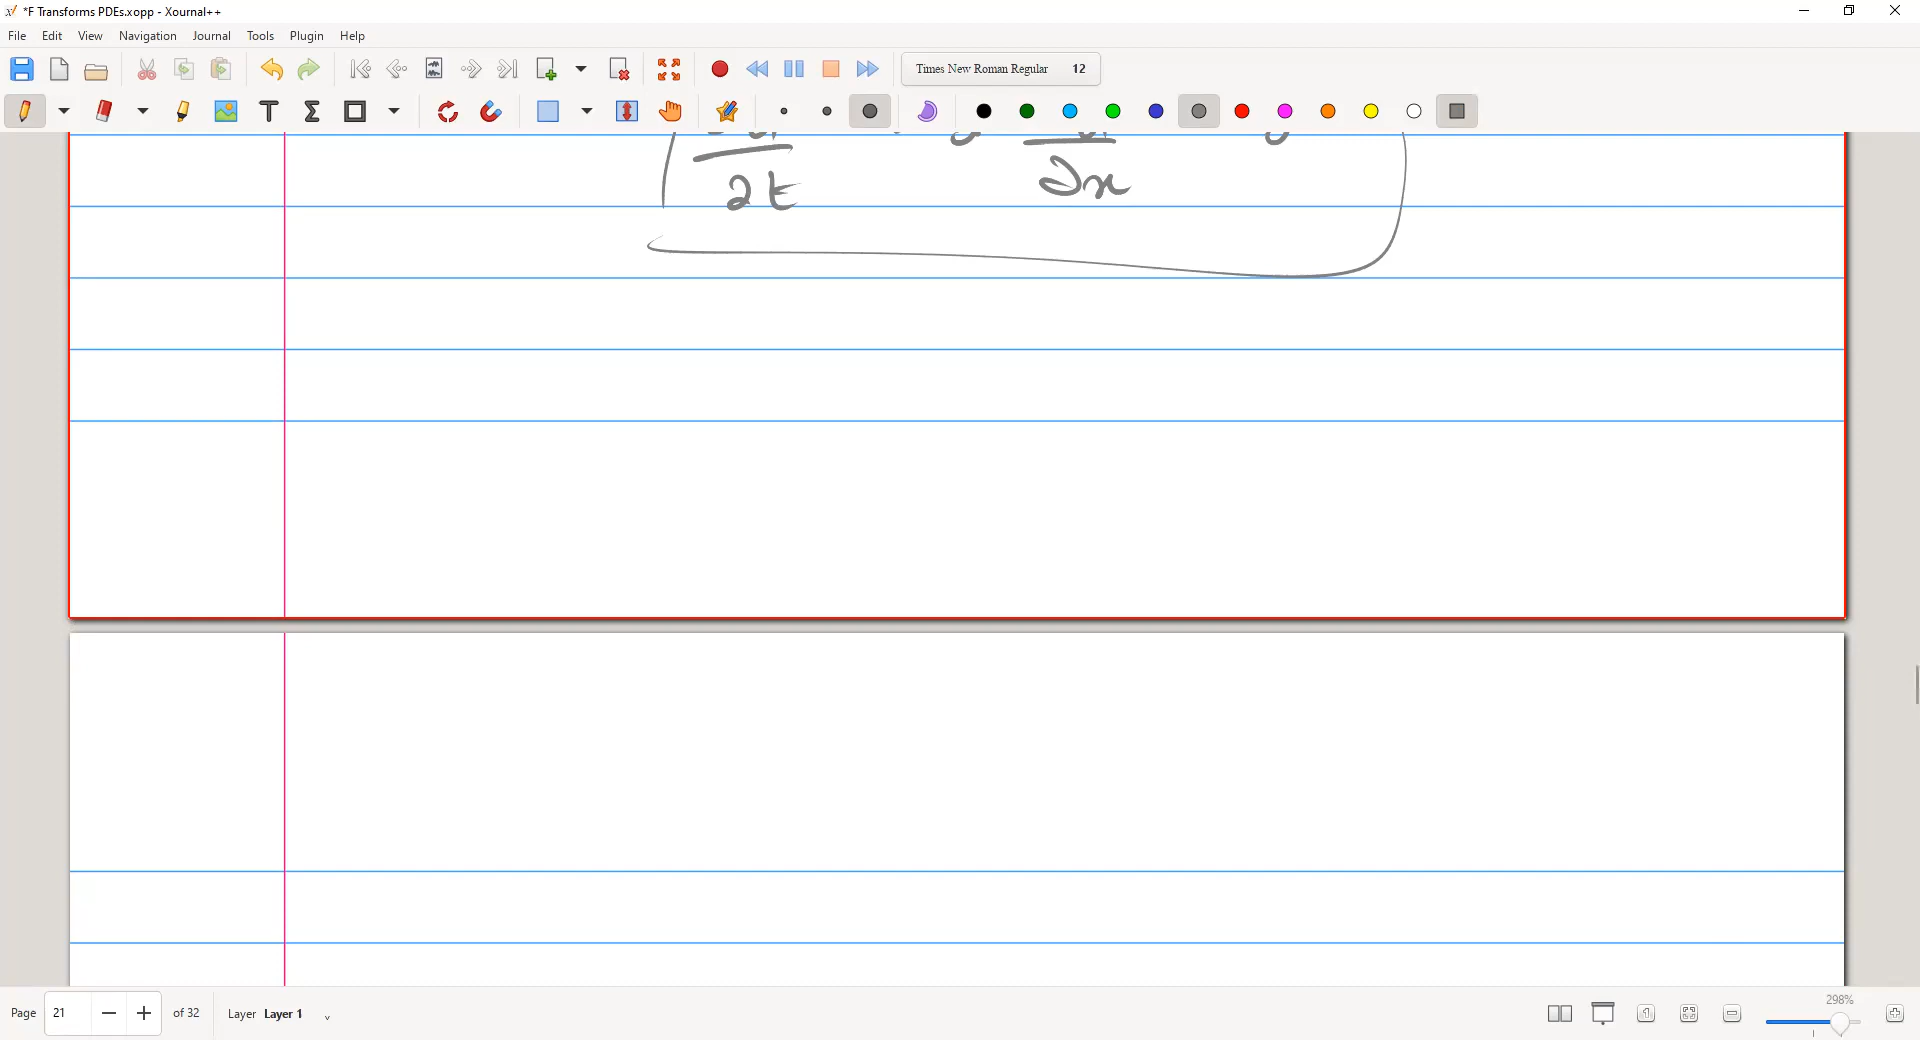 *F Transforms PDEs.xopp - Xournal++
File Edit View Navigation Journal Tools Plugin Help
Times New Roman Regular 12
∂t ∂x
Page 21 of 32 Layer Layer 1 298%